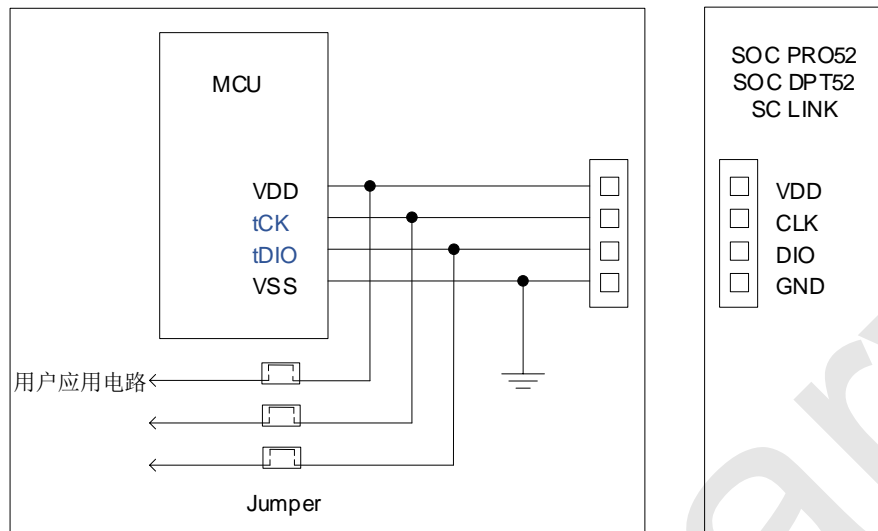 MCU
VDD
tCK
tDIO
VSS
用户应用电路
Jumper
SOC PRO52
SOC DPT52
SC LINK
VDD
CLK
DIO
GND